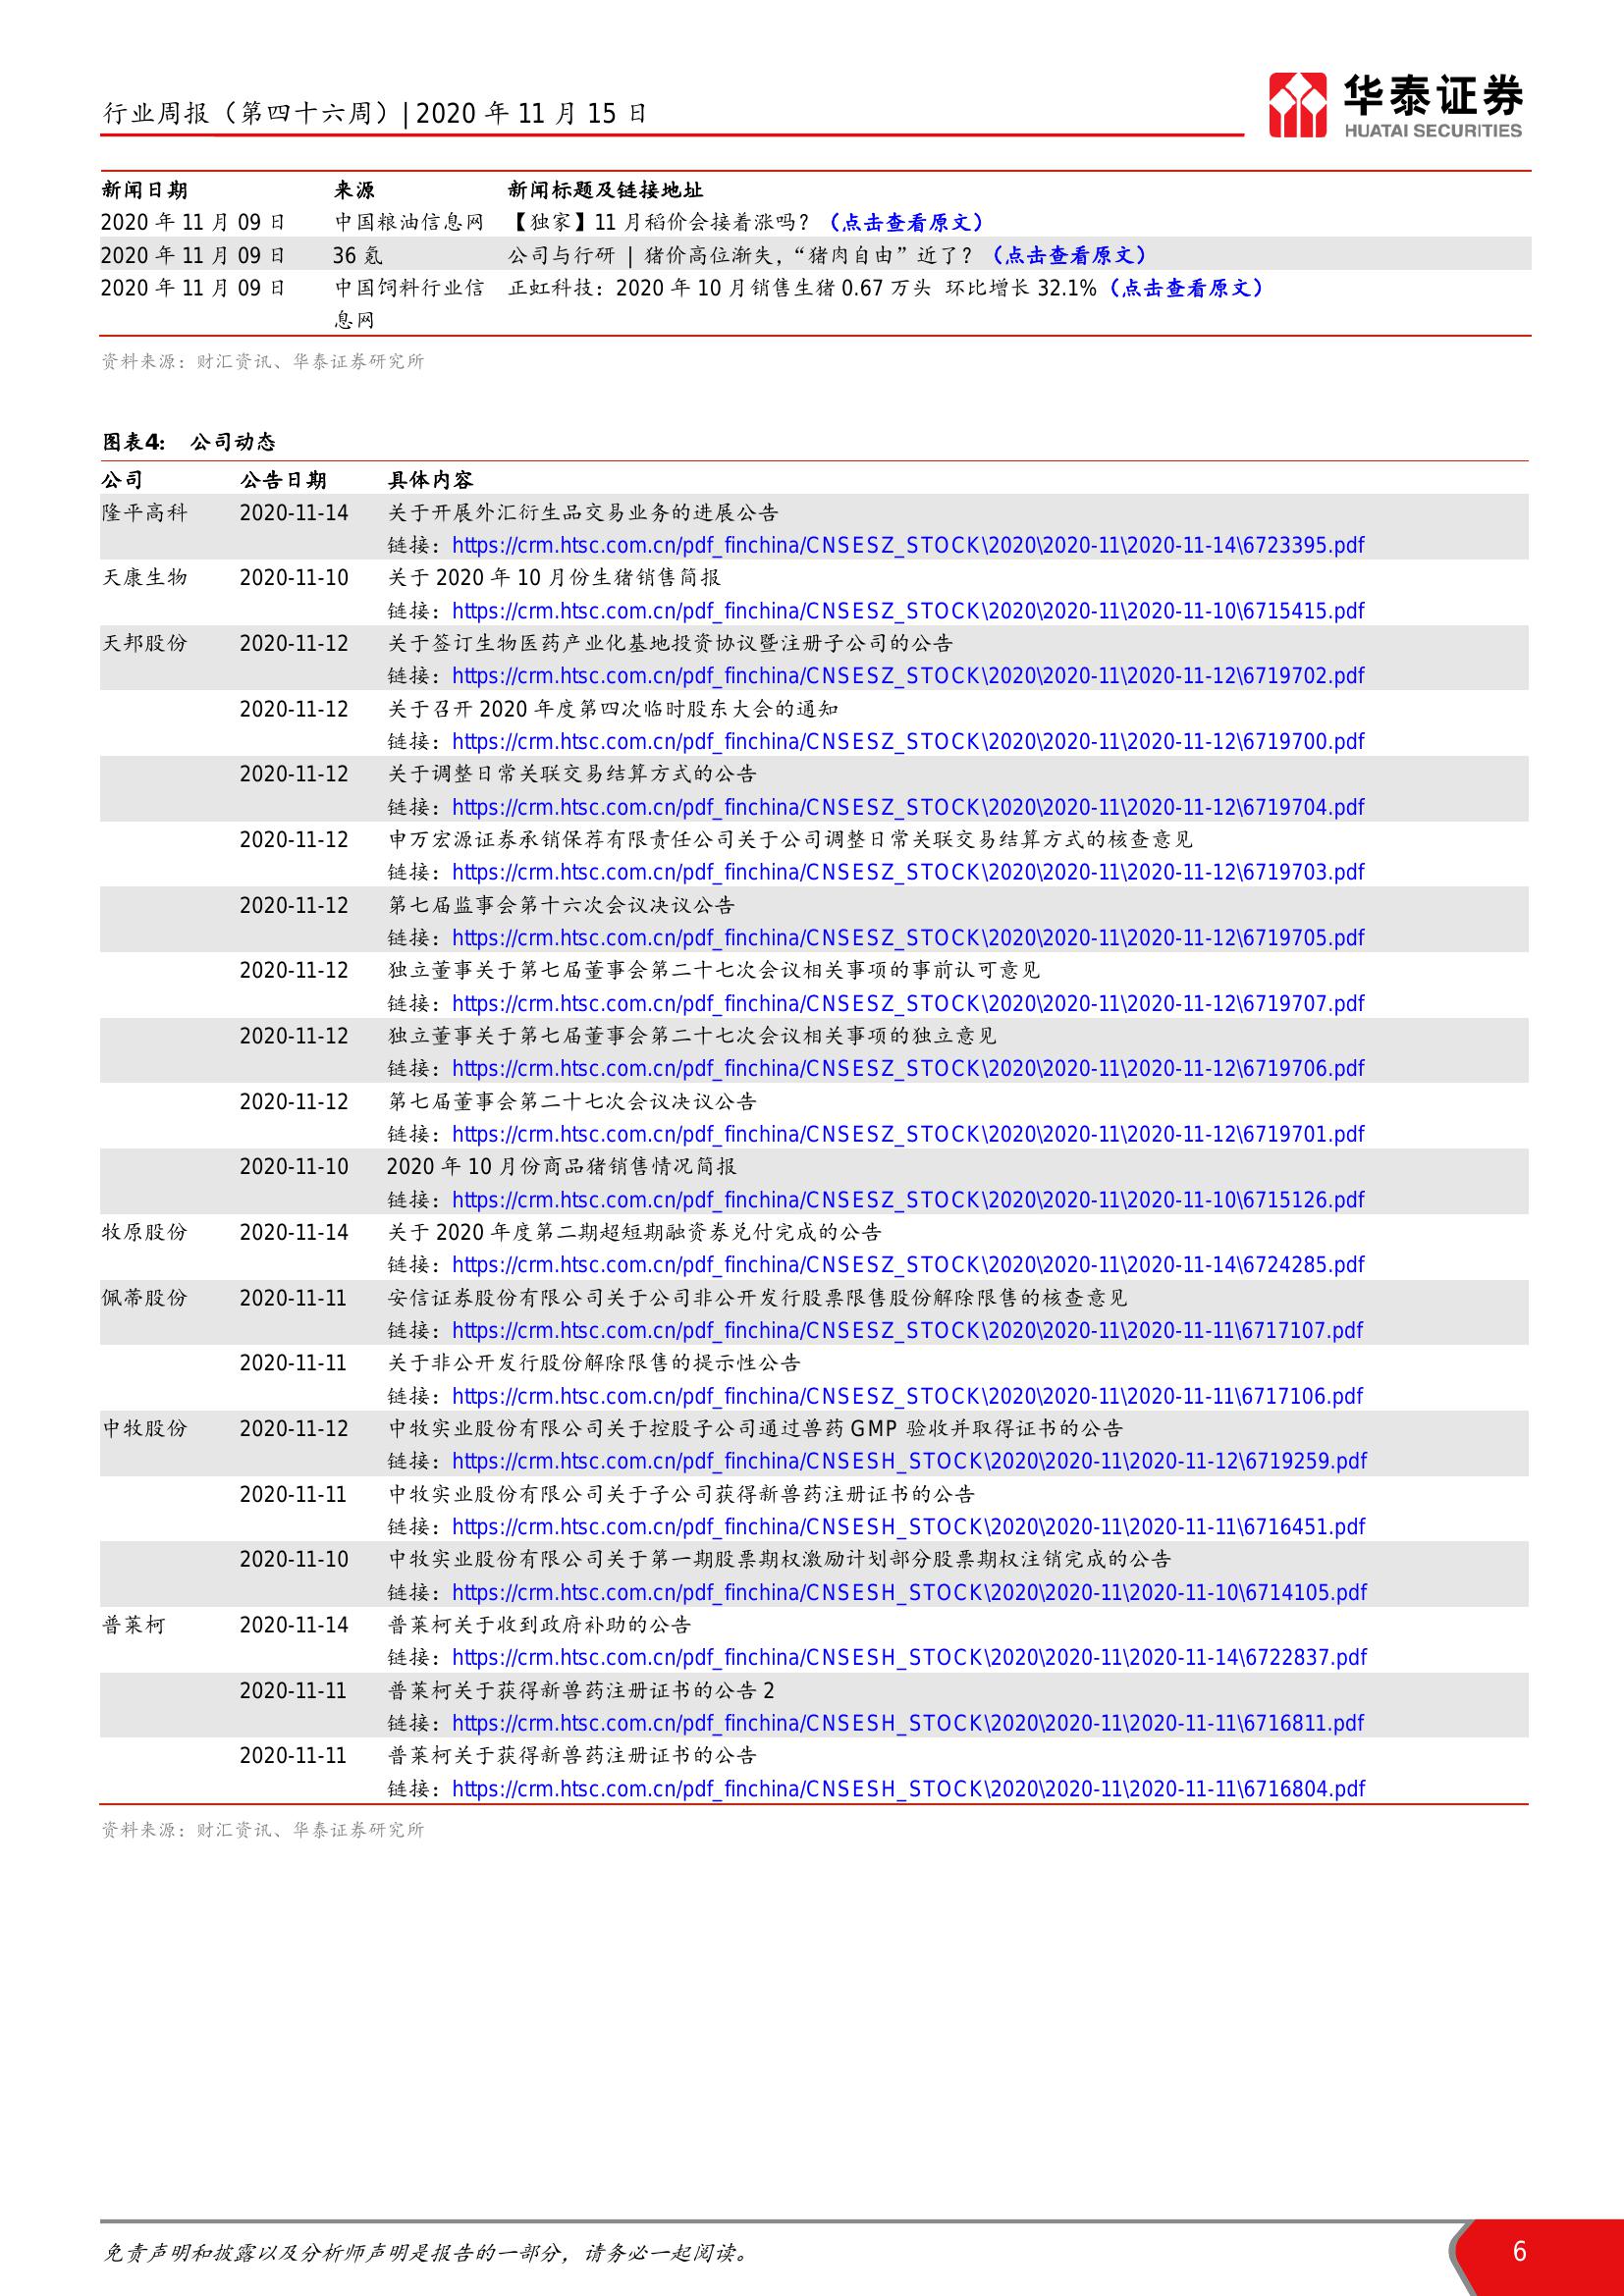 行业周报（第四十六周）| 2020 年 11 月 15 日
华泰证券
HUATAI SECURITIES
新闻日期 来源 新闻标题及链接地址
2020 年 11 月 09 日 中国粮油信息网 【独家】11 月稻价会接着涨吗？（点击查看原文）
2020 年 11 月 09 日 36 氪 公司与行研 | 猪价高位渐失，“猪肉自由”近了？（点击查看原文）
2020 年 11 月 09 日 中国饲料行业信 正虹科技：2020 年 10 月销售生猪 0.67 万头 环比增长 32.1%（点击查看原文）
息网
资料来源：财汇资讯、华泰证券研究所
图表4： 公司动态
公司 公告日期 具体内容
隆平高科 2020-11-14 关于开展外汇衍生品交易业务的进展公告
链接：https://crm.htsc.com.cn/pdf_finchina/CNSESZ_STOCK\2020\2020-11\2020-11-14\6723395.pdf
天康生物 2020-11-10 关于 2020 年 10 月份生猪销售简报
链接：https://crm.htsc.com.cn/pdf_finchina/CNSESZ_STOCK\2020\2020-11\2020-11-10\6715415.pdf
天邦股份 2020-11-12 关于签订生物医药产业化基地投资协议暨注册子公司的公告
链接：https://crm.htsc.com.cn/pdf_finchina/CNSESZ_STOCK\2020\2020-11\2020-11-12\6719702.pdf
2020-11-12 关于召开 2020 年度第四次临时股东大会的通知
链接：https://crm.htsc.com.cn/pdf_finchina/CNSESZ_STOCK\2020\2020-11\2020-11-12\6719700.pdf
2020-11-12 关于调整日常关联交易结算方式的公告
链接：https://crm.htsc.com.cn/pdf_finchina/CNSESZ_STOCK\2020\2020-11\2020-11-12\6719704.pdf
2020-11-12 申万宏源证券承销保荐有限责任公司关于公司调整日常关联交易结算方式的核查意见
链接：https://crm.htsc.com.cn/pdf_finchina/CNSESZ_STOCK\2020\2020-11\2020-11-12\6719703.pdf
2020-11-12 第七届监事会第十六次会议决议公告
链接：https://crm.htsc.com.cn/pdf_finchina/CNSESZ_STOCK\2020\2020-11\2020-11-12\6719705.pdf
2020-11-12 独立董事关于第七届董事会第二十七次会议相关事项的事前认可意见
链接：https://crm.htsc.com.cn/pdf_finchina/CNSESZ_STOCK\2020\2020-11\2020-11-12\6719707.pdf
2020-11-12 独立董事关于第七届董事会第二十七次会议相关事项的独立意见
链接：https://crm.htsc.com.cn/pdf_finchina/CNSESZ_STOCK\2020\2020-11\2020-11-12\6719706.pdf
2020-11-12 第七届董事会第二十七次会议决议公告
链接：https://crm.htsc.com.cn/pdf_finchina/CNSESZ_STOCK\2020\2020-11\2020-11-12\6719701.pdf
2020-11-10 2020 年 10 月份商品猪销售情况简报
链接：https://crm.htsc.com.cn/pdf_finchina/CNSESZ_STOCK\2020\2020-11\2020-11-10\6715126.pdf
牧原股份 2020-11-14 关于 2020 年度第二期超短期融资券兑付完成的公告
链接：https://crm.htsc.com.cn/pdf_finchina/CNSESZ_STOCK\2020\2020-11\2020-11-14\6724285.pdf
佩蒂股份 2020-11-11 安信证券股份有限公司关于公司非公开发行股票限售股份解除限售的核查意见
链接：https://crm.htsc.com.cn/pdf_finchina/CNSESZ_STOCK\2020\2020-11\2020-11-11\6717107.pdf
2020-11-11 关于非公开发行股份解除限售的提示性公告
链接：https://crm.htsc.com.cn/pdf_finchina/CNSESZ_STOCK\2020\2020-11\2020-11-11\6717106.pdf
中牧股份 2020-11-12 中牧实业股份有限公司关于控股子公司通过兽药 GMP 验收并取得证书的公告
链接：https://crm.htsc.com.cn/pdf_finchina/CNSESH_STOCK\2020\2020-11\2020-11-12\6719259.pdf
2020-11-11 中牧实业股份有限公司关于子公司获得新兽药注册证书的公告
链接：https://crm.htsc.com.cn/pdf_finchina/CNSESH_STOCK\2020\2020-11\2020-11-11\6716451.pdf
2020-11-10 中牧实业股份有限公司关于第一期股票期权激励计划部分股票期权注销完成的公告
链接：https://crm.htsc.com.cn/pdf_finchina/CNSESH_STOCK\2020\2020-11\2020-11-10\6714105.pdf
普莱柯 2020-11-14 普莱柯关于收到政府补助的公告
链接：https://crm.htsc.com.cn/pdf_finchina/CNSESH_STOCK\2020\2020-11\2020-11-14\6722837.pdf
2020-11-11 普莱柯关于获得新兽药注册证书的公告 2
链接：https://crm.htsc.com.cn/pdf_finchina/CNSESH_STOCK\2020\2020-11\2020-11-11\6716811.pdf
2020-11-11 普莱柯关于获得新兽药注册证书的公告
链接：https://crm.htsc.com.cn/pdf_finchina/CNSESH_STOCK\2020\2020-11\2020-11-11\6716804.pdf
资料来源：财汇资讯、华泰证券研究所
免责声明和披露以及分析师声明是报告的一部分，请务必一起阅读。 6